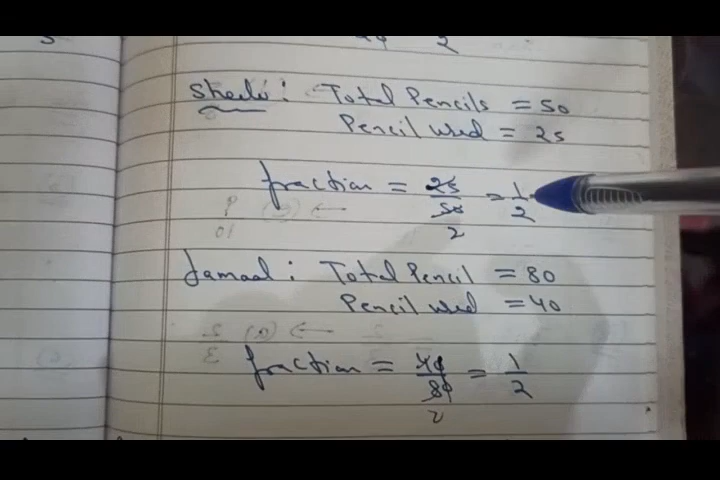 Sheelu : Total Pencils = 50
Pencil Used = 25
fraction = 25/50 = 1/2
2
Jamaal : Total Pencil = 80
Pencil used = 40
fraction = 40/80 = 1/2
2